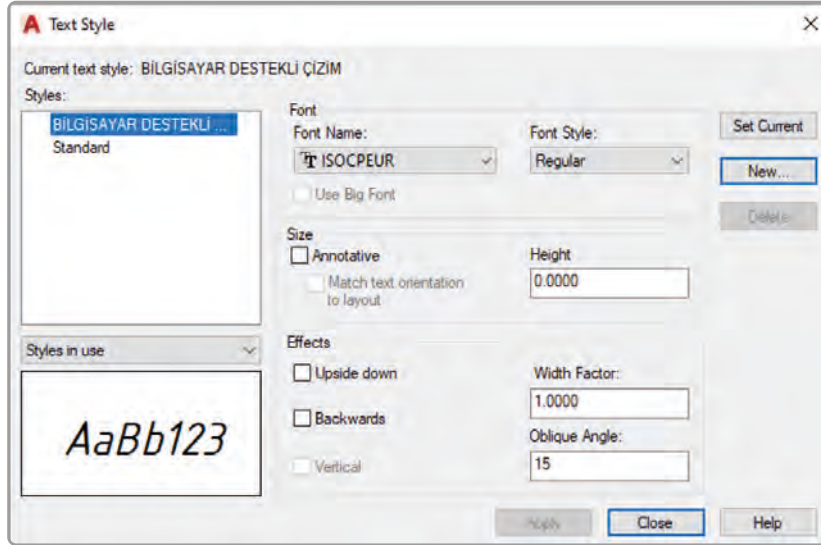 Text Style
Current text style: BİLGİSAYAR DESTEKLİ ÇİZİM
Styles:
BİLGİSAYAR DESTEKLİ ...
Standard
Font
Font Name:
Font Style:
ISOCPEUR
Regular
Use Big Font
Set Current
New...
Delete
Size
Annotative
Match text orientation
to layout
Height
0.0000
Styles in use
AaBb123
Effects
Upside down
Backwards
Vertical
Width Factor:
1.0000
Oblique Angle:
15
Apply
Close
Help